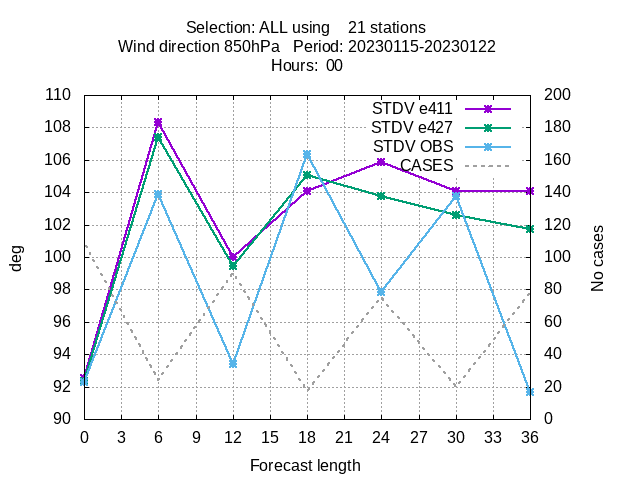 Selection: ALL using    21 stations
Wind direction 850hPa   Period: 20230115-20230122
Hours:  00
STDV e411
STDV e427
STDV OBS
CASES
110
108
106
104
102
100
98
96
94
92
90
200
180
160
140
120
100
80
60
40
20
0
deg
No cases
0 3 6 9 12 15 18 21 24 27 30 33 36
Forecast length